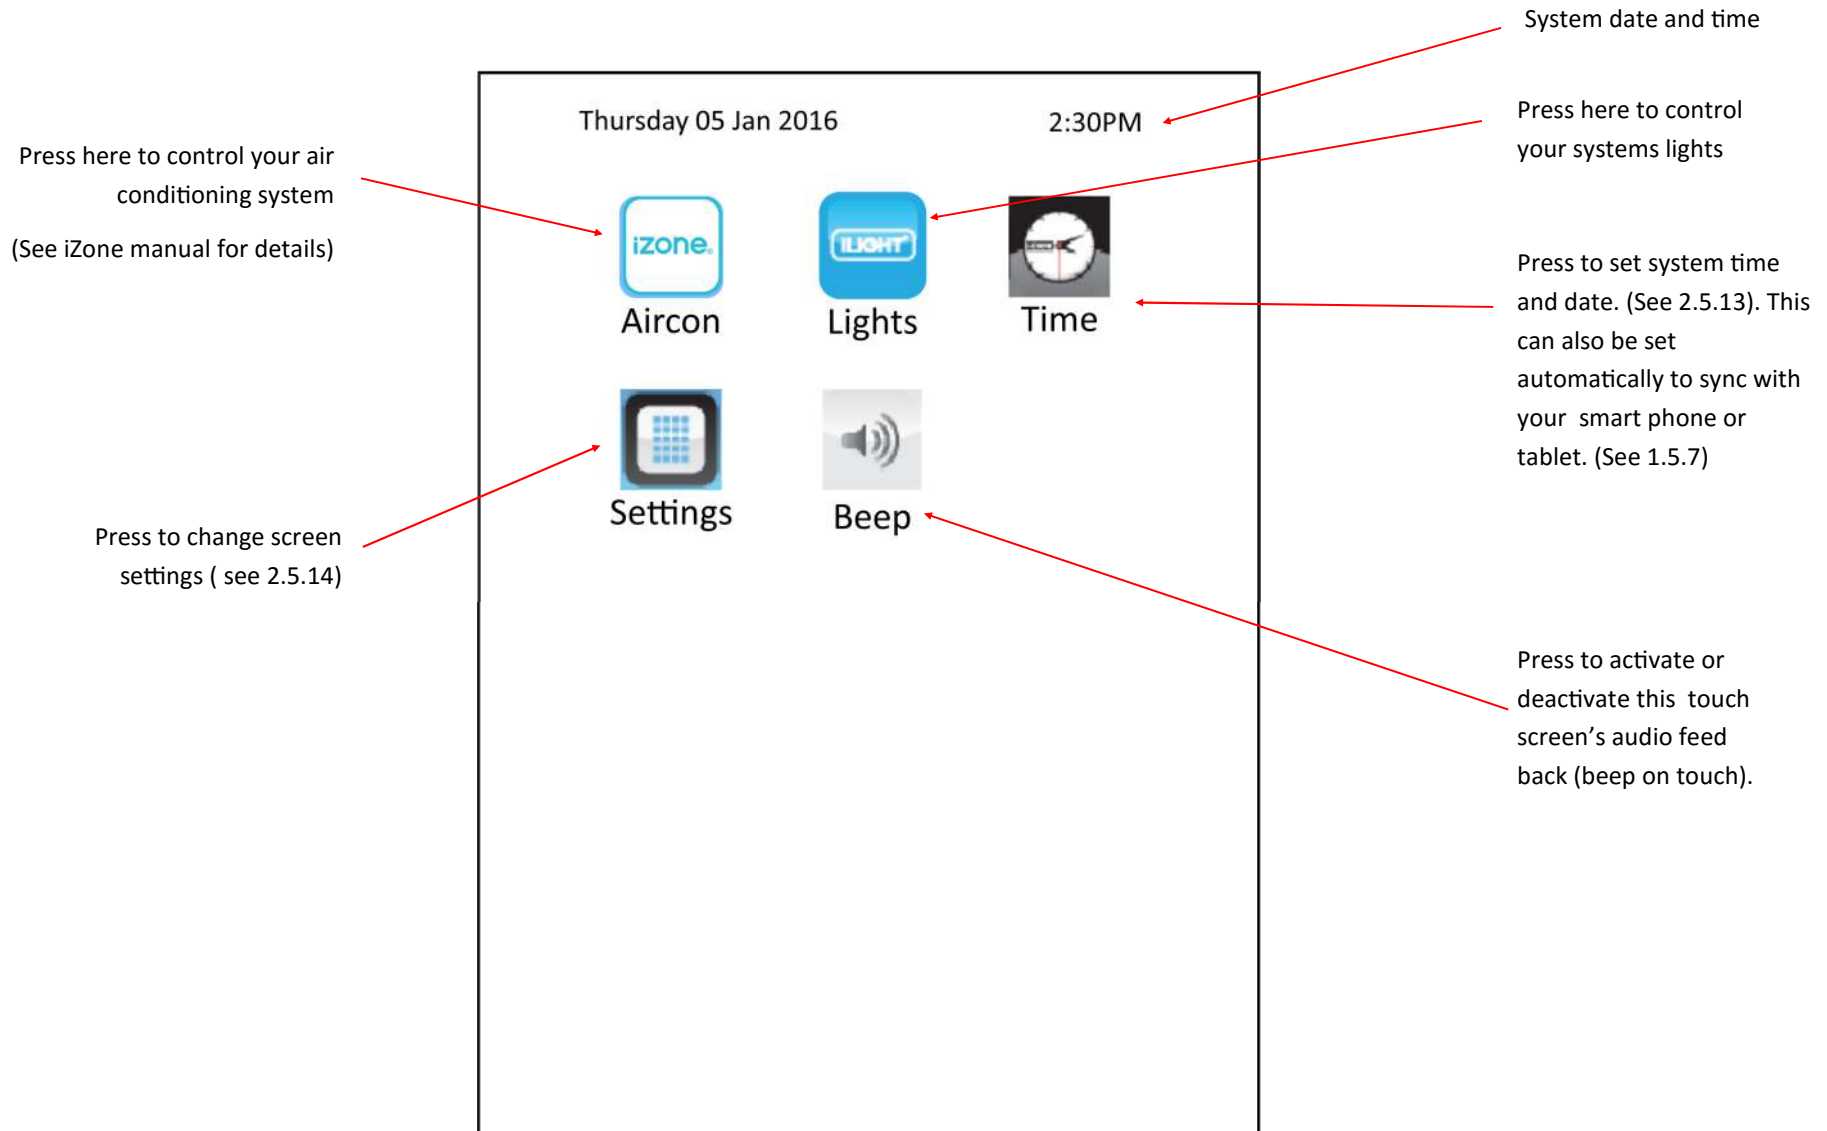 System date and time
Thursday 05 Jan 2016
2:30PM
Press here to control
your systems lights
Press here to control your air
conditioning system
(See iZone manual for details)
izone.
ILIGHT
Aircon
Lights
Time
Press to set system time
and date. (See 2.5.13). This
can also be set
automatically to sync with
your smart phone or
tablet. (See 1.5.7)
Settings
Beep
Press to change screen
settings ( see 2.5.14)
Press to activate or
deactivate this touch
screen’s audio feed
back (beep on touch).